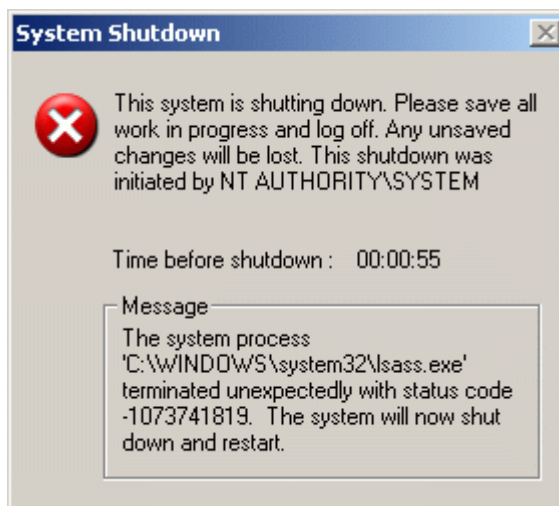 System Shutdown
This system is shutting down. Please save all
work in progress and log off. Any unsaved
changes will be lost. This shutdown was
initiated by NT AUTHORITY\SYSTEM
Time before shutdown : 00:00:55
Message
The system process
'C:\WINDOWS\system32\lsass.exe'
terminated unexpectedly with status code
-1073741819. The system will now shut
down and restart.